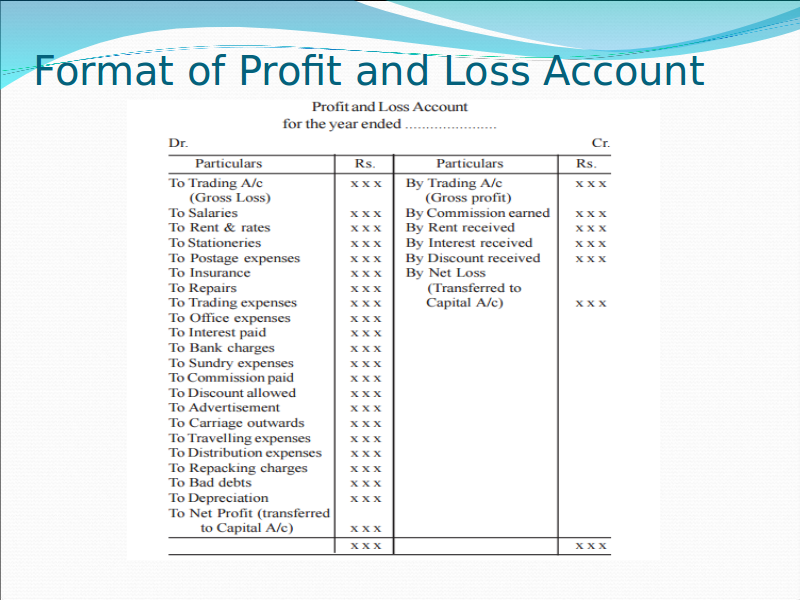 Format of Profit and Loss Account
Profit and Loss Account
for the year ended ......................
Dr. Cr.
Particulars Rs. Particulars Rs.
To Trading A/c x x x By Trading A/c x x x
(Gross Loss) (Gross profit)
To Salaries x x x By Commission earned x x x
To Rent & rates x x x By Rent received x x x
To Stationeries x x x By Interest received x x x
To Postage expenses x x x By Discount received x x x
To Insurance x x x By Net Loss
To Repairs x x x (Transferred to
To Trading expenses x x x Capital A/c) x x x
To Office expenses x x x
To Interest paid x x x
To Bank charges x x x
To Sundry expenses x x x
To Commission paid x x x
To Discount allowed x x x
To Advertisement x x x
To Carriage outwards x x x
To Travelling expenses x x x
To Distribution expenses x x x
To Repacking charges x x x
To Bad debts x x x
To Depreciation x x x
To Net Profit (transferred
to Capital A/c) x x x
x x x x x x